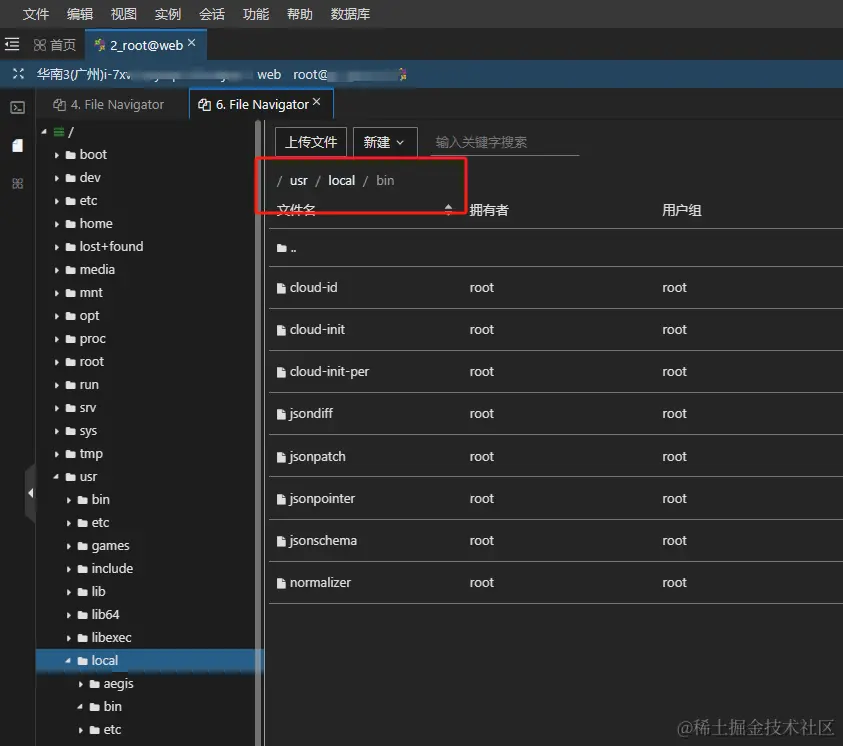 文件 编辑 视图 实例 会话 功能 帮助 数据库
首页 2_root@web
华南3(广州)i-7x web root@
4. File Navigator 6. File Navigator
/
boot
dev
etc
home
lost+found
media
mnt
opt
proc
root
run
srv
sys
tmp
usr
bin
etc
games
include
lib
lib64
libexec
local
aegis
bin
etc
上传文件 新建 输入关键字搜索
/ usr / local / bin
文件名 拥有者 用户组
..
cloud-id root root
cloud-init root root
cloud-init-per root root
jsondiff root root
jsonpatch root root
jsonpointer root root
jsonschema root root
normalizer root root
@稀土掘金技术社区